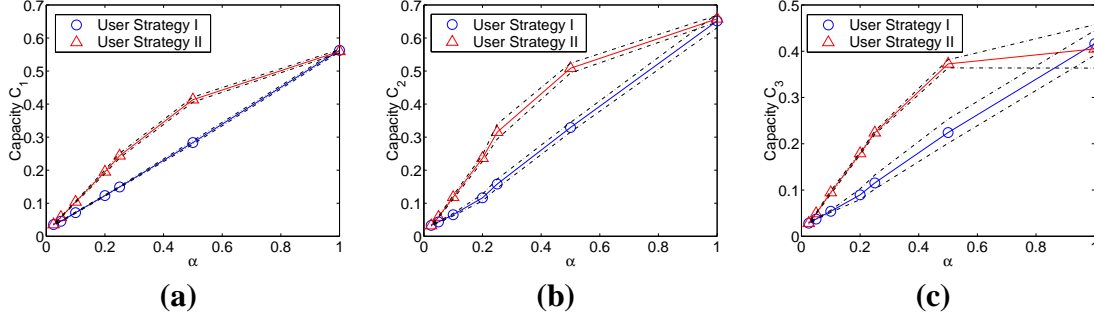 0.7
0.6
0.5
0.4
0.3
0.2
0.1
0
Capacity C1
User Strategy I
User Strategy II
0 0.2 0.4 0.6 0.8 1
α
(a)
0.7
0.6
0.5
0.4
0.3
0.2
0.1
0
Capacity C2
User Strategy I
User Strategy II
0 0.2 0.4 0.6 0.8 1
α
(b)
0.5
0.4
0.3
0.2
0.1
0
Capacity C3
User Strategy I
User Strategy II
0 0.2 0.4 0.6 0.8 1
α
(c)